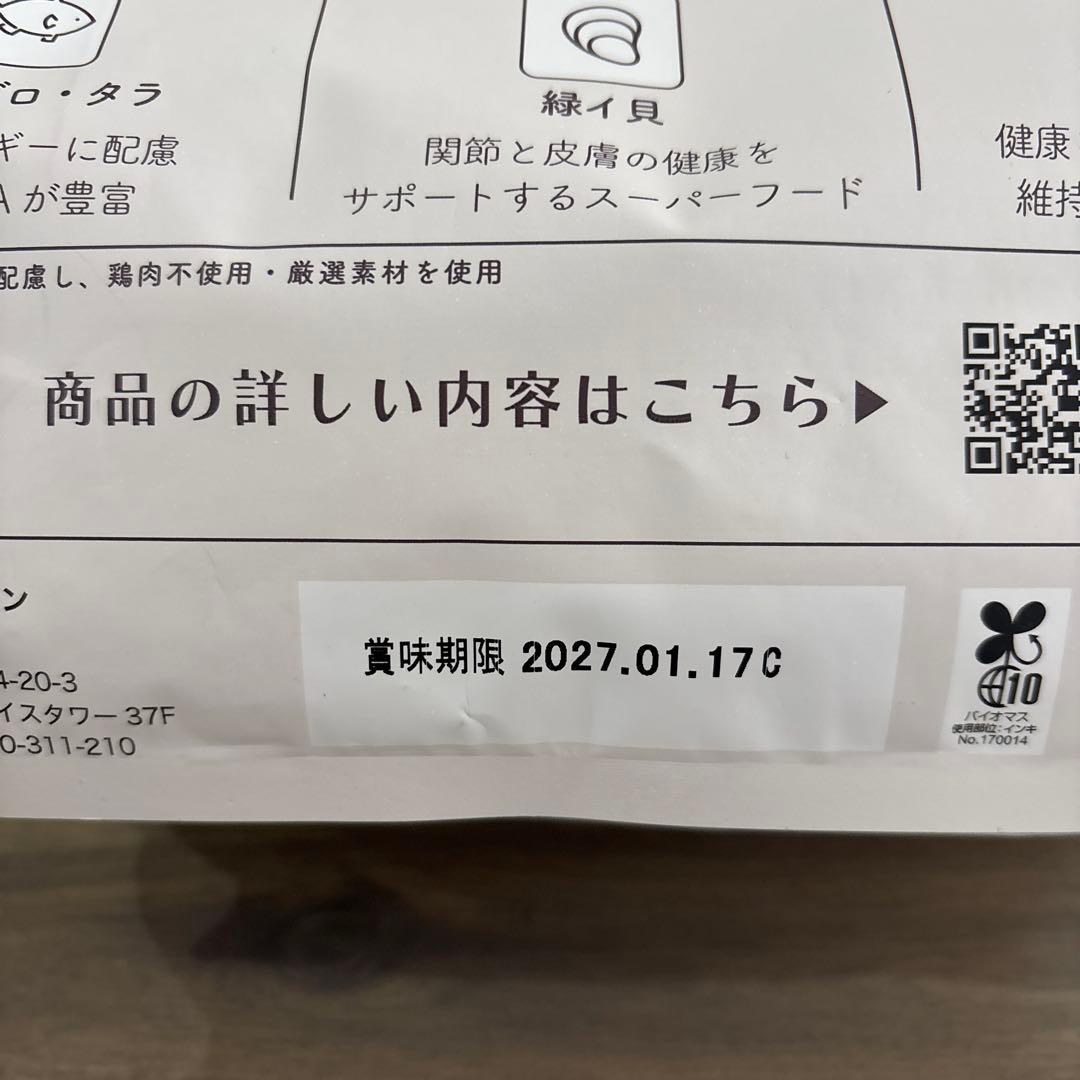 C
グロ・タラ
緑イ貝
ギーに配慮
Aが豊富
関節と皮膚の健康を
サポートするスーパーフード
健康
維持
配慮し、鶏肉不使用・厳選素材を使用
商品の詳しい内容はこちら▶
ン
4-20-3
イスタワー37F
0-311-210
賞味期限 2027.01.17C
10
バイオマス
使用部位:インキ
No.170014